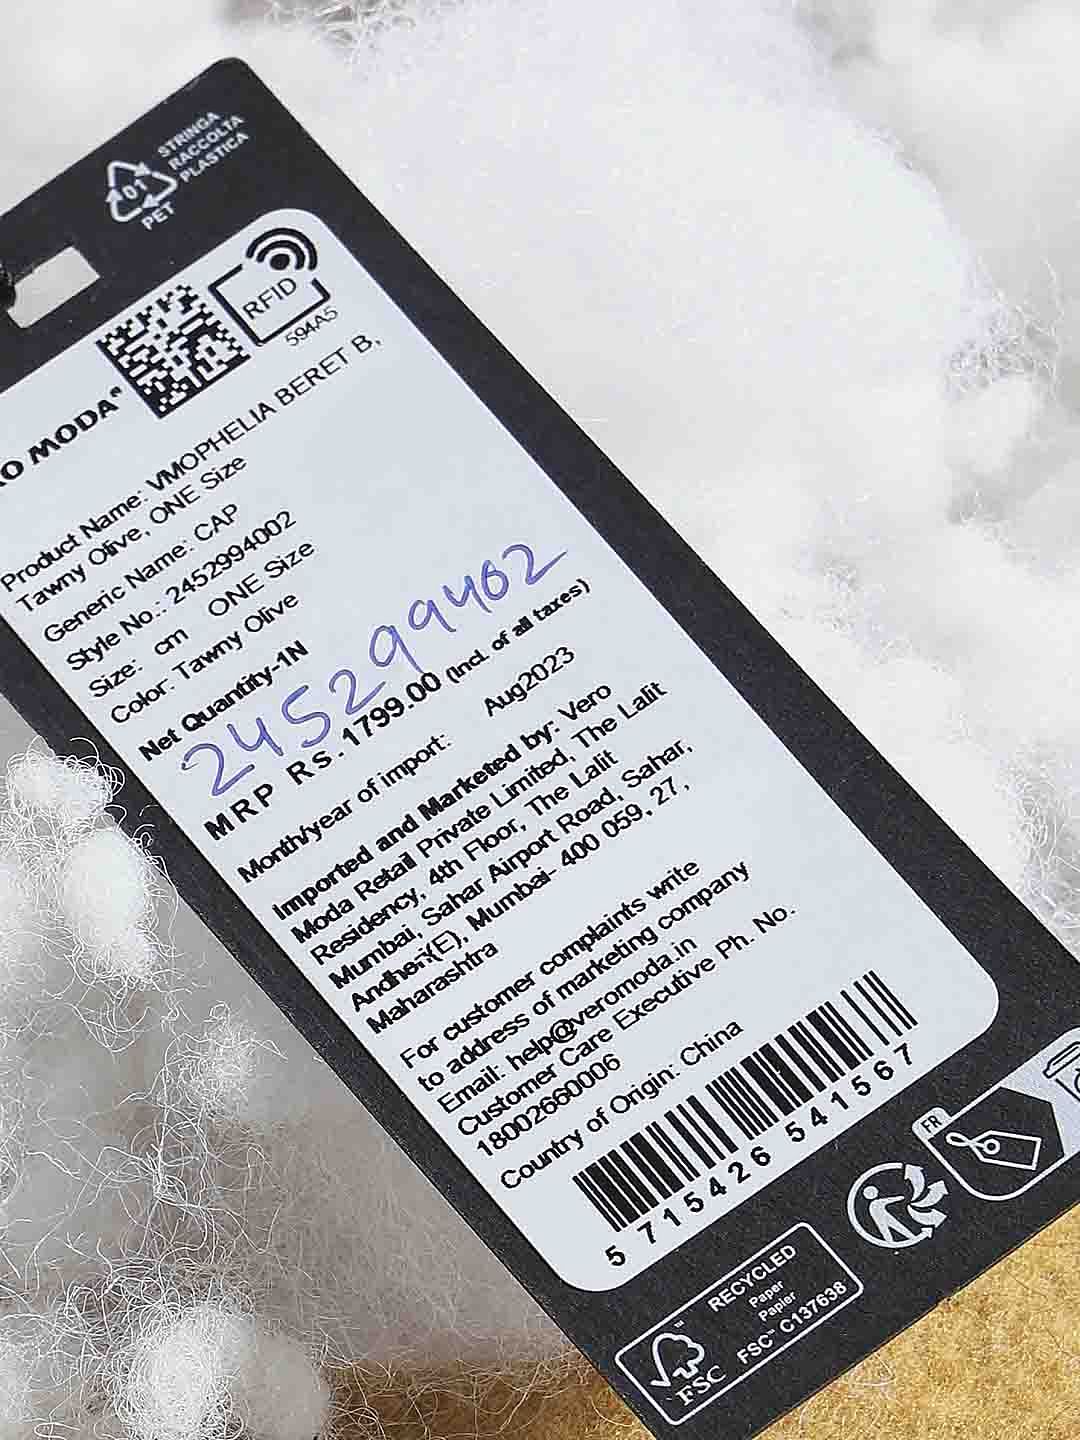 STRINGA
RACCOLTA
PLASTICA
01
PET
RFID
594A5
RO MODA®
Product Name: VMOPHELIA BERET B,
Tawny Olive, ONE Size
Generic Name: CAP
Style No.: 2452994002
Size: cm ONE Size
Color: Tawny Olive
Net Quantity-1N
MRP Rs.1799.00 (Incl. of all taxes)
Month/year of import: Aug2023
Imported and Marketed by: Vero
Moda Retail Private Limited, The Lalit
Residency, 4th Floor, The Lalit
Mumbai, Sahar Airport Road, Sahar,
Andheri(E), Mumbai- 400 059, 27,
Maharashtra
For customer complaints write
to address of marketing company
Email: help@veromoda.in
Customer Care Executive Ph. No.
18002660006
Country of Origin: China
5 715426 541567
FR
RECYCLED
Paper
Papier
FSC™ C137638
FSC™